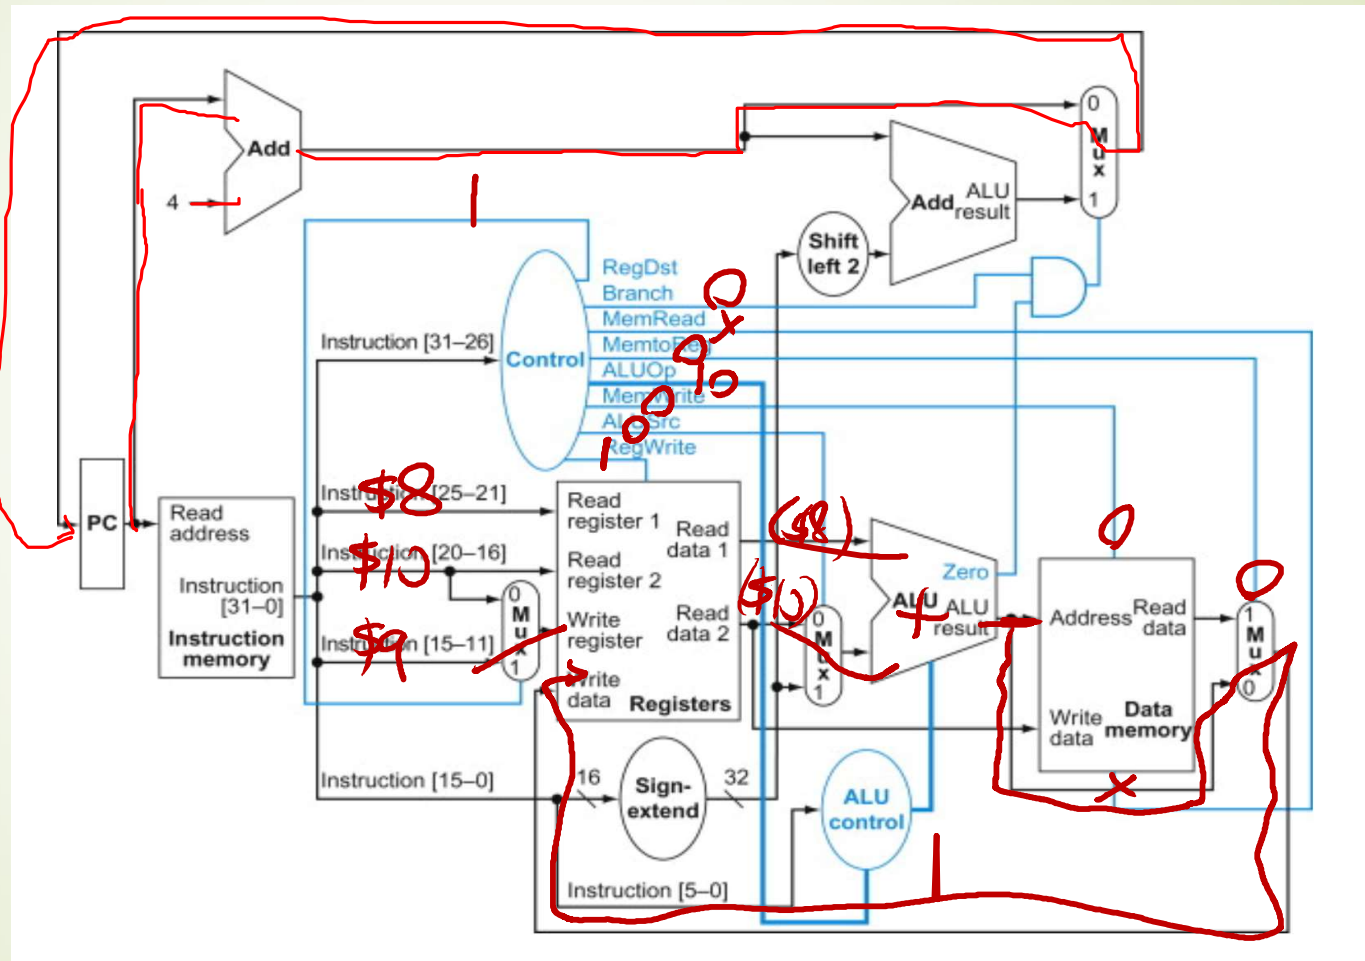 0
M
u
x
1
Add
4
Add ALU
result
Shift
left 2
1
RegDst
Branch
0
MemRead
x
MemtoReg
0
ALUOp
10
MemWrite
0
ALUSrc
0
RegWrite
1
Control
Instruction [31–26]
Instruction [25–21]
$8
Instruction [20–16]
$10
Instruction [15–11]
$9
PC
Read
address
Instruction
[31–0]
Instruction
memory
0
M
u
x
1
Read
register 1
Read
data 1
Read
register 2
Write
register
Read
data 2
Write
data
Registers
($8)
($10)
0
M
u
x
1
Zero
ALU
ALU
result
+
0
Address
Read
data
Write
data
Data
memory
x
0
1
M
u
x
0
Instruction [15–0]
16
Sign-
extend
32
ALU
control
1
Instruction [5–0]